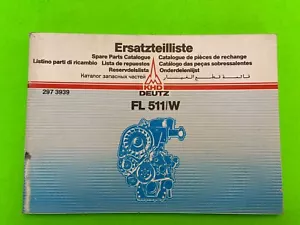 Ersatzteilliste
Spare Parts Catalogue Catalogue de pièces de rechange
Listino parti di ricambio Lista de repuestos Catálogo das peças sobresselentes
Reservdelslista Onderdelenlijst
Каталог запасных частей قائمة قطع الغيار
297 3939
KHD
DEUTZ
FL 511/W